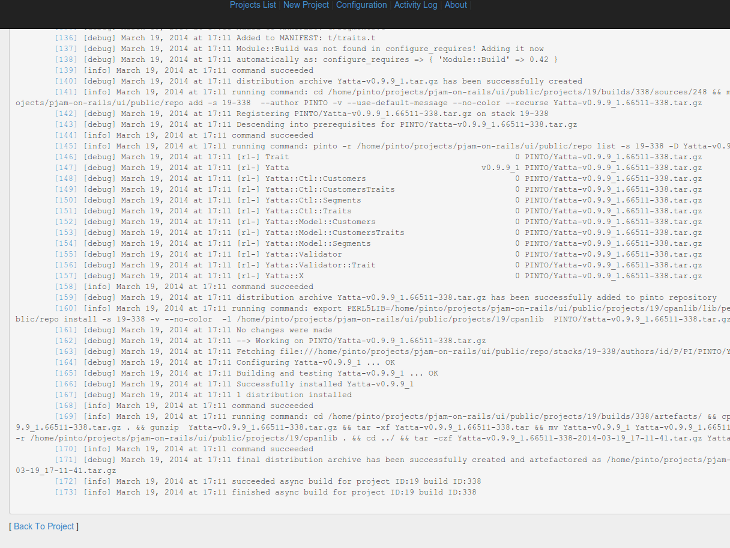 Projects List | New Project | Configuration | Activity Log | About
[136] [debug] March 19, 2014 at 17:11 Added to MANIFEST: t/traits.t
[137] [debug] March 19, 2014 at 17:11 Module::Build was not found in configure_requires! Adding it now
[138] [debug] March 19, 2014 at 17:11 automatically as: configure_requires => { 'Module::Build' => 0.42 }
[139] [info] March 19, 2014 at 17:11 command succeeded
[140] [debug] March 19, 2014 at 17:11 distribution archive Yatta-v0.9.9_1.tar.gz has been successfully created
[141] [info] March 19, 2014 at 17:11 running command: cd /home/pinto/projects/pjam-on-rails/ui/public/projects/19/builds/338/sources/248 &&
ojects/pjam-on-rails/ui/public/repo add -s 19-338 --author PINTO -v --use-default-message --no-color --recurse Yatta-v0.9.9_1.66511-338.tar.gz
[142] [debug] March 19, 2014 at 17:11 Registering PINTO/Yatta-v0.9.9_1.66511-338.tar.gz on stack 19-338
[143] [debug] March 19, 2014 at 17:11 Descending into prerequisites for PINTO/Yatta-v0.9.9_1.66511-338.tar.gz
[144] [info] March 19, 2014 at 17:11 command succeeded
[145] [info] March 19, 2014 at 17:11 running command: pinto -r /home/pinto/projects/pjam-on-rails/ui/public/repo list -s 19-338 -D Yatta-v0.9
[146] [debug] March 19, 2014 at 17:11 [rl-] Trait 0 PINTO/Yatta-v0.9.9_1.66511-338.tar.gz
[147] [debug] March 19, 2014 at 17:11 [rl-] Yatta v0.9.9_1 PINTO/Yatta-v0.9.9_1.66511-338.tar.gz
[148] [debug] March 19, 2014 at 17:11 [rl-] Yatta::Ctl::Customers 0 PINTO/Yatta-v0.9.9_1.66511-338.tar.gz
[149] [debug] March 19, 2014 at 17:11 [rl-] Yatta::Ctl::CustomersTraits 0 PINTO/Yatta-v0.9.9_1.66511-338.tar.gz
[150] [debug] March 19, 2014 at 17:11 [rl-] Yatta::Ctl::Segments 0 PINTO/Yatta-v0.9.9_1.66511-338.tar.gz
[151] [debug] March 19, 2014 at 17:11 [rl-] Yatta::Ctl::Traits 0 PINTO/Yatta-v0.9.9_1.66511-338.tar.gz
[152] [debug] March 19, 2014 at 17:11 [rl-] Yatta::Model::Customers 0 PINTO/Yatta-v0.9.9_1.66511-338.tar.gz
[153] [debug] March 19, 2014 at 17:11 [rl-] Yatta::Model::CustomersTraits 0 PINTO/Yatta-v0.9.9_1.66511-338.tar.gz
[154] [debug] March 19, 2014 at 17:11 [rl-] Yatta::Model::Segments 0 PINTO/Yatta-v0.9.9_1.66511-338.tar.gz
[155] [debug] March 19, 2014 at 17:11 [rl-] Yatta::Validator 0 PINTO/Yatta-v0.9.9_1.66511-338.tar.gz
[156] [debug] March 19, 2014 at 17:11 [rl-] Yatta::Validator::Trait 0 PINTO/Yatta-v0.9.9_1.66511-338.tar.gz
[157] [debug] March 19, 2014 at 17:11 [rl-] Yatta::X 0 PINTO/Yatta-v0.9.9_1.66511-338.tar.gz
[158] [info] March 19, 2014 at 17:11 command succeeded
[159] [debug] March 19, 2014 at 17:11 distribution archive Yatta-v0.9.9_1.66511-338.tar.gz has been successfully added to pinto repository
[160] [info] March 19, 2014 at 17:11 running command: export PERL5LIB=/home/pinto/projects/pjam-on-rails/ui/public/projects/19/cpanlib/lib/pe
blic/repo install -s 19-338 -v --no-color -l /home/pinto/projects/pjam-on-rails/ui/public/projects/19/cpanlib PINTO/Yatta-v0.9.9_1.66511-338.tar.gz
[161] [debug] March 19, 2014 at 17:11 No changes were made
[162] [debug] March 19, 2014 at 17:11 --> Working on PINTO/Yatta-v0.9.9_1.66511-338.tar.gz
[163] [debug] March 19, 2014 at 17:11 Fetching file:///home/pinto/projects/pjam-on-rails/ui/public/repo/stacks/19-338/authors/id/P/PI/PINTO/Y
[164] [debug] March 19, 2014 at 17:11 Configuring Yatta-v0.9.9_1 ... OK
[165] [debug] March 19, 2014 at 17:11 Building and testing Yatta-v0.9.9_1 ... OK
[166] [debug] March 19, 2014 at 17:11 Successfully installed Yatta-v0.9.9_1
[167] [debug] March 19, 2014 at 17:11 1 distribution installed
[168] [info] March 19, 2014 at 17:11 command succeeded
[169] [info] March 19, 2014 at 17:11 running command: cd /home/pinto/projects/pjam-on-rails/ui/public/projects/19/builds/338/artefacts/ && cp
9.9_1.66511-338.tar.gz . && gunzip Yatta-v0.9.9_1.66511-338.tar.gz && tar -xf Yatta-v0.9.9_1.66511-338.tar && mv Yatta-v0.9.9_1 Yatta-v0.9.9_1.66511
-r /home/pinto/projects/pjam-on-rails/ui/public/projects/19/cpanlib . && cd ../ && tar -czf Yatta-v0.9.9_1.66511-338-2014-03-19_17-11-41.tar.gz Yatta
[170] [info] March 19, 2014 at 17:11 command succeeded
[171] [debug] March 19, 2014 at 17:11 final distribution archive has been successfully created and artefactored as /home/pinto/projects/pjam-
03-19_17-11-41.tar.gz
[172] [info] March 19, 2014 at 17:11 succeeded async build for project ID:19 build ID:338
[173] [info] March 19, 2014 at 17:11 finished async build for project ID:19 build ID:338
[ Back To Project ]